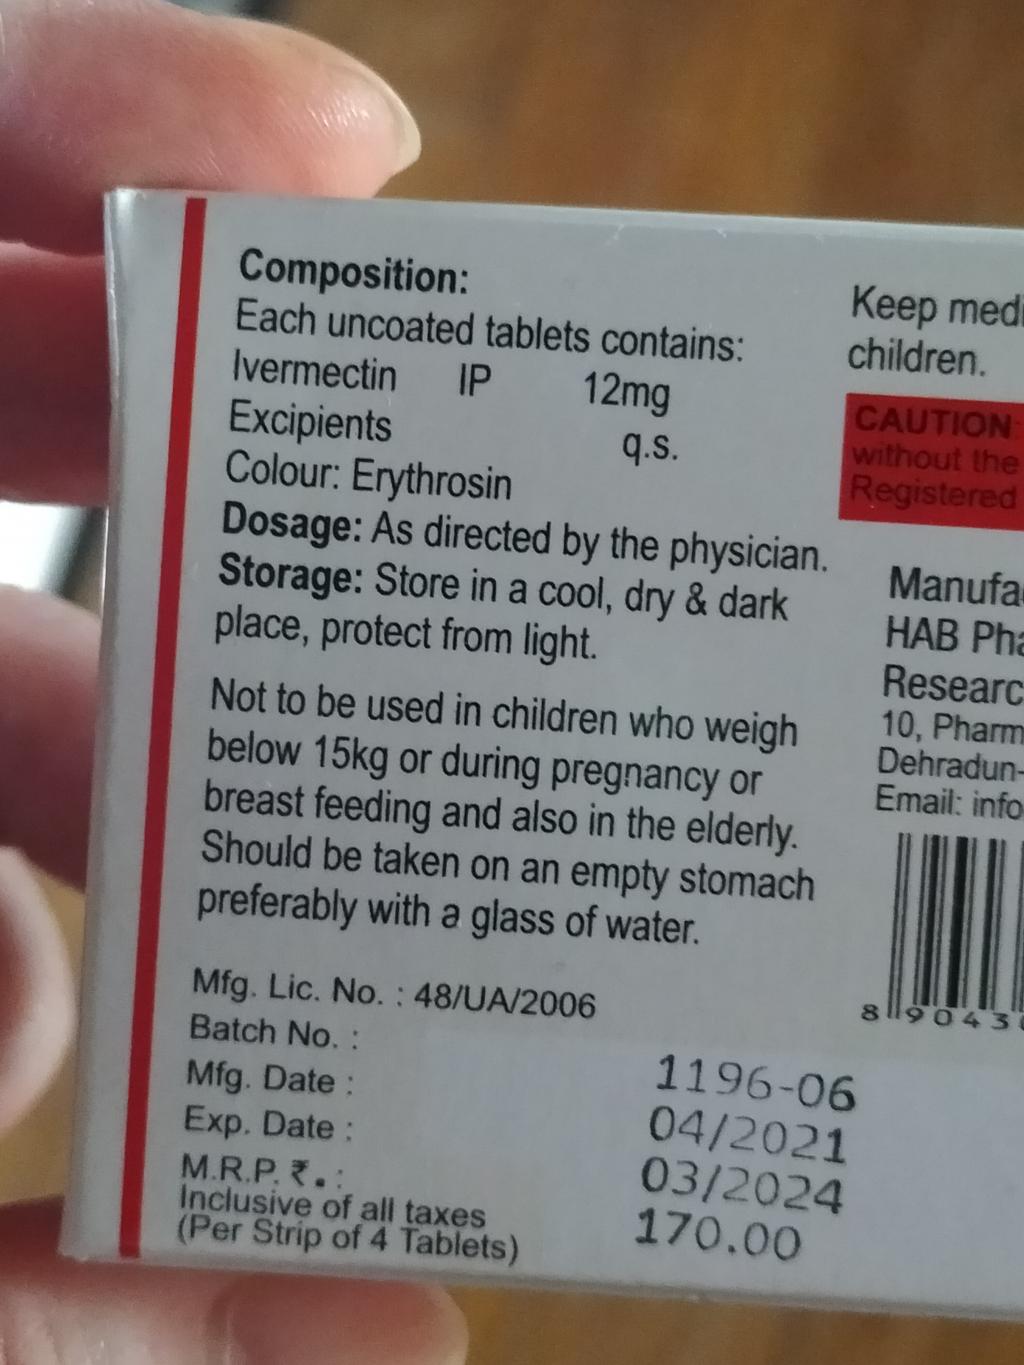 Composition:
Each uncoated tablets contains:
Ivermectin IP 12mg
Excipients q.s.
Colour: Erythrosin
Dosage: As directed by the physician.
Storage: Store in a cool, dry & dark
place, protect from light.
Not to be used in children who weigh
below 15kg or during pregnancy or
breast feeding and also in the elderly.
Should be taken on an empty stomach
preferably with a glass of water.
Mfg. Lic. No. : 48/UA/2006
Batch No. : 1196-06
Mfg. Date : 04/2021
Exp. Date : 03/2024
M.R.P. ₹. : 170.00
Inclusive of all taxes
(Per Strip of 4 Tablets)
Keep medi
children.
CAUTION
without the
Registered
Manufa
HAB Pha
Researc
10, Pharm
Dehradun-
Email: info
8 9043